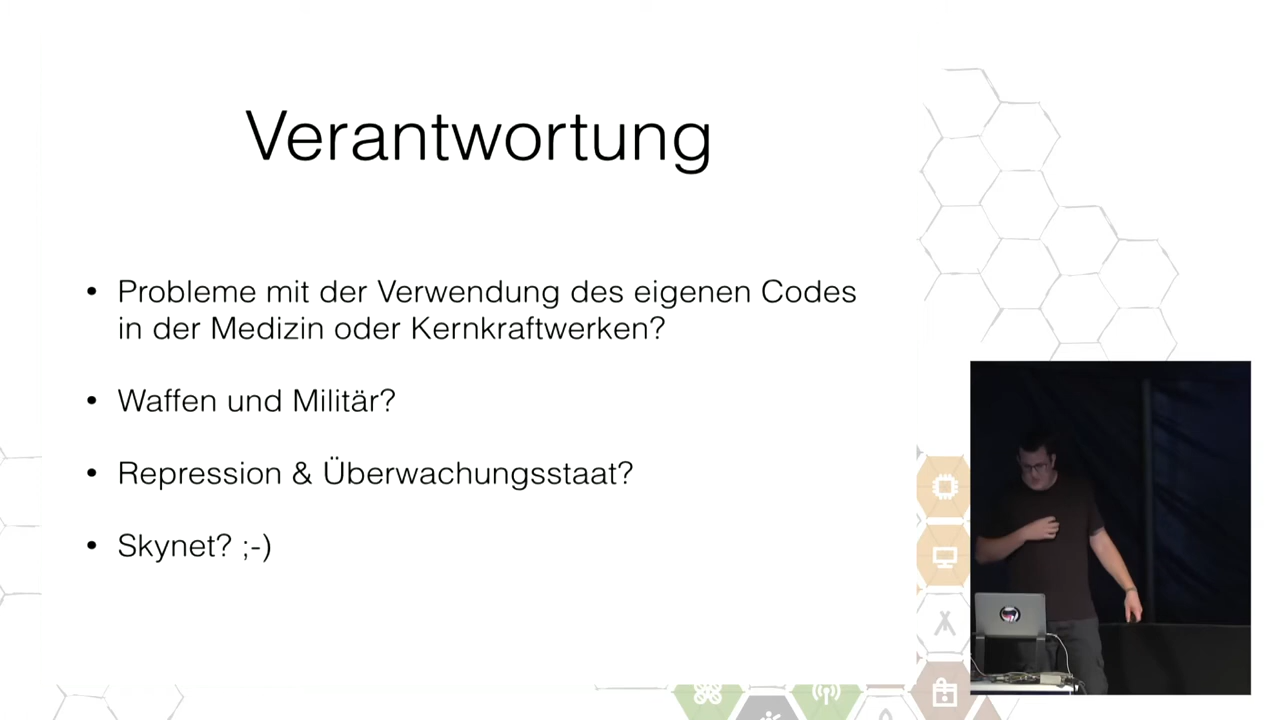 Verantwortung
• Probleme mit der Verwendung des eigenen Codes
in der Medizin oder Kernkraftwerken?
• Waffen und Militär?
• Repression & Überwachungsstaat?
• Skynet? ;-)